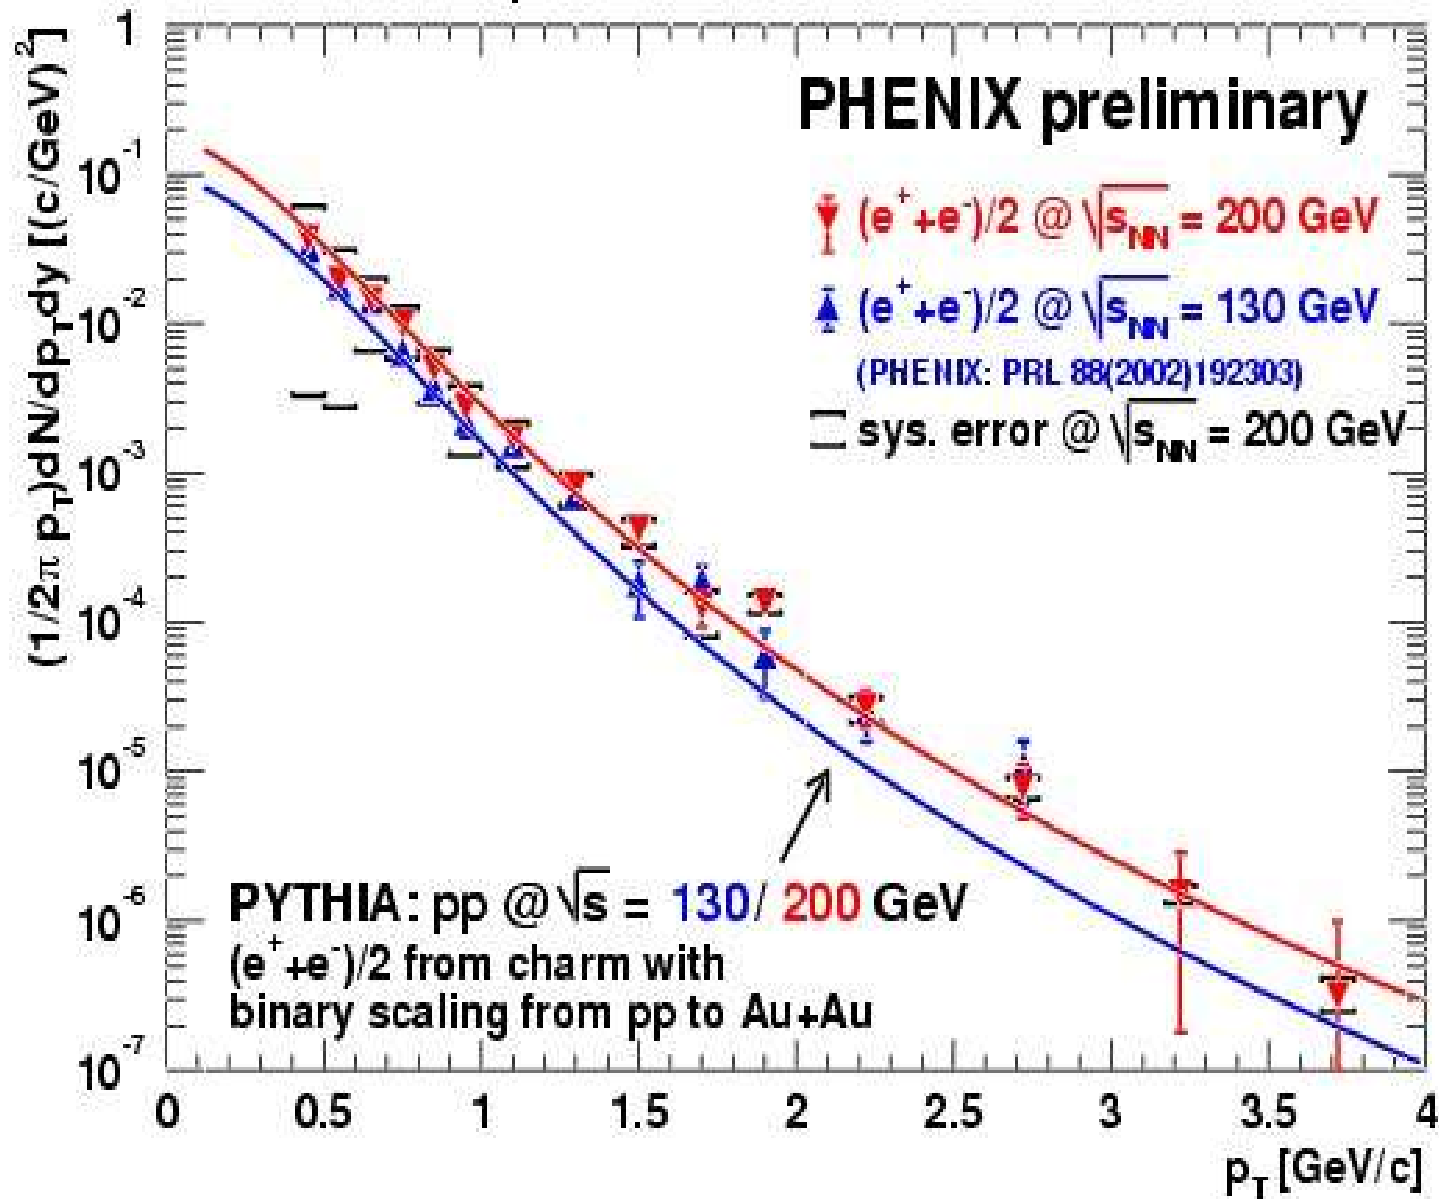 (1/2π p_T)dN/dp_Tdy [(c/GeV)^2]
1
10^-1
10^-2
10^-3
10^-4
10^-5
10^-6
10^-7
PHENIX preliminary
(e^+ +e^-)/2 @ √s_NN = 200 GeV
(e^+ +e^-)/2 @ √s_NN = 130 GeV
(PHENIX: PRL 88(2002)192303)
sys. error @ √s_NN = 200 GeV
PYTHIA: pp @ √s = 130/ 200 GeV
(e^+ +e^-)/2 from charm with
binary scaling from pp to Au+Au
0 0.5 1 1.5 2 2.5 3 3.5 4
p_T [GeV/c]